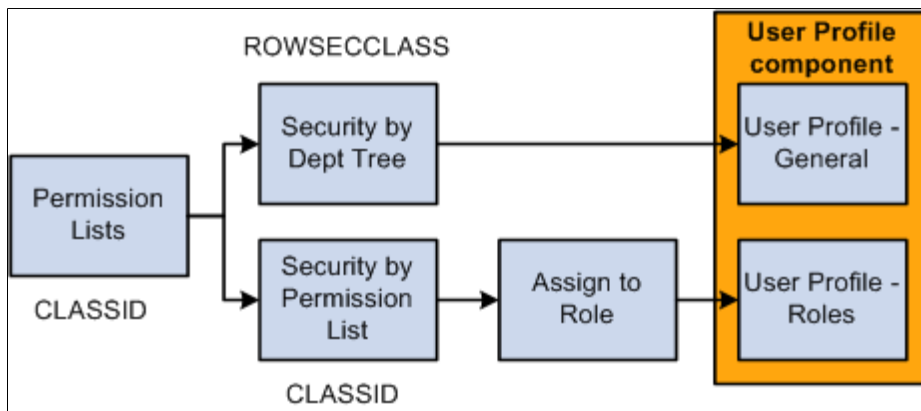 ROWSECCLASS
User Profile
component
Security by
Dept Tree
User Profile -
General
Permission
Lists
CLASSID
Security by
Permission
List
Assign to
Role
User Profile -
Roles
CLASSID